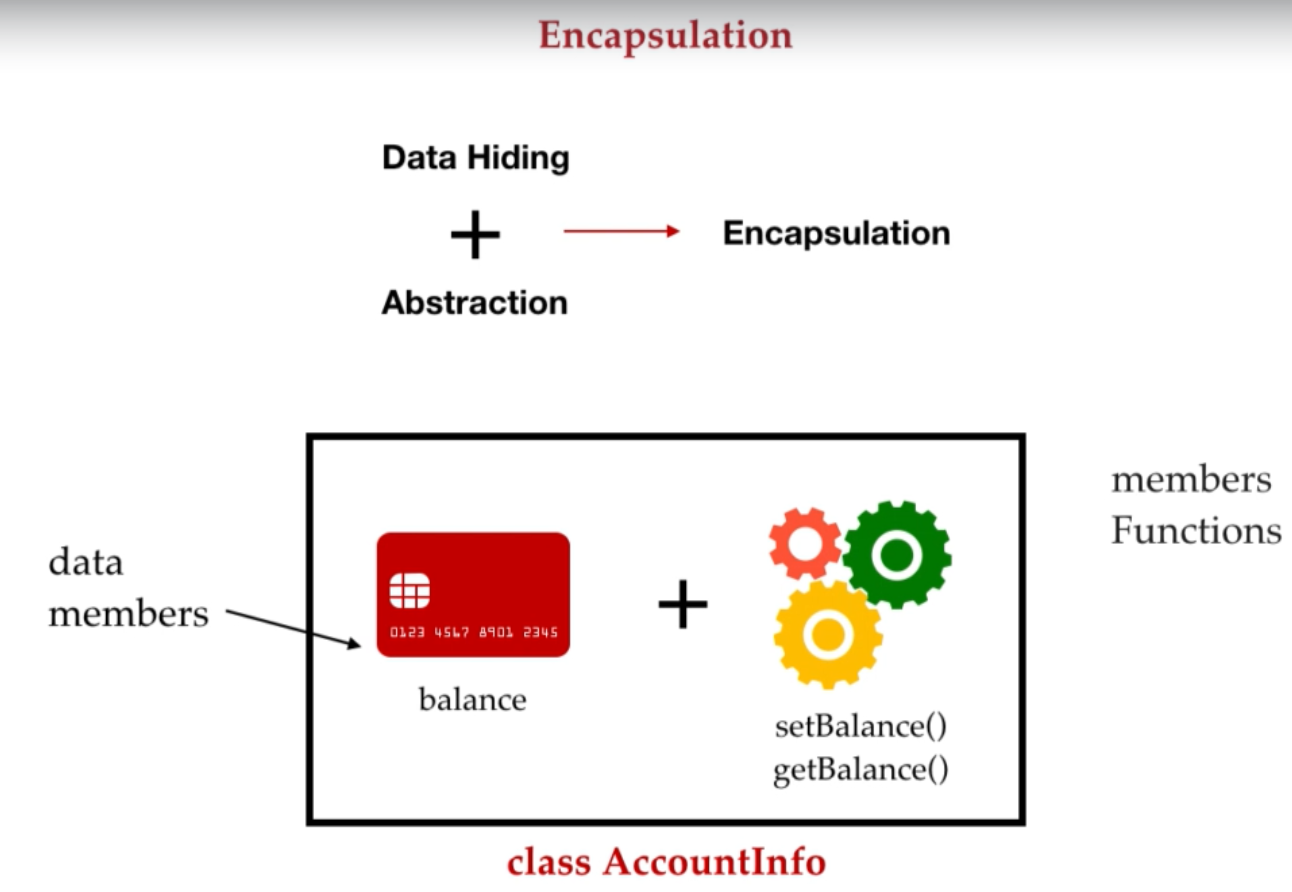 Encapsulation
Data Hiding
+
Encapsulation
Abstraction
members
Functions
data
members
0123 4567 8901 2345
+
balance
setBalance()
getBalance()
class AccountInfo